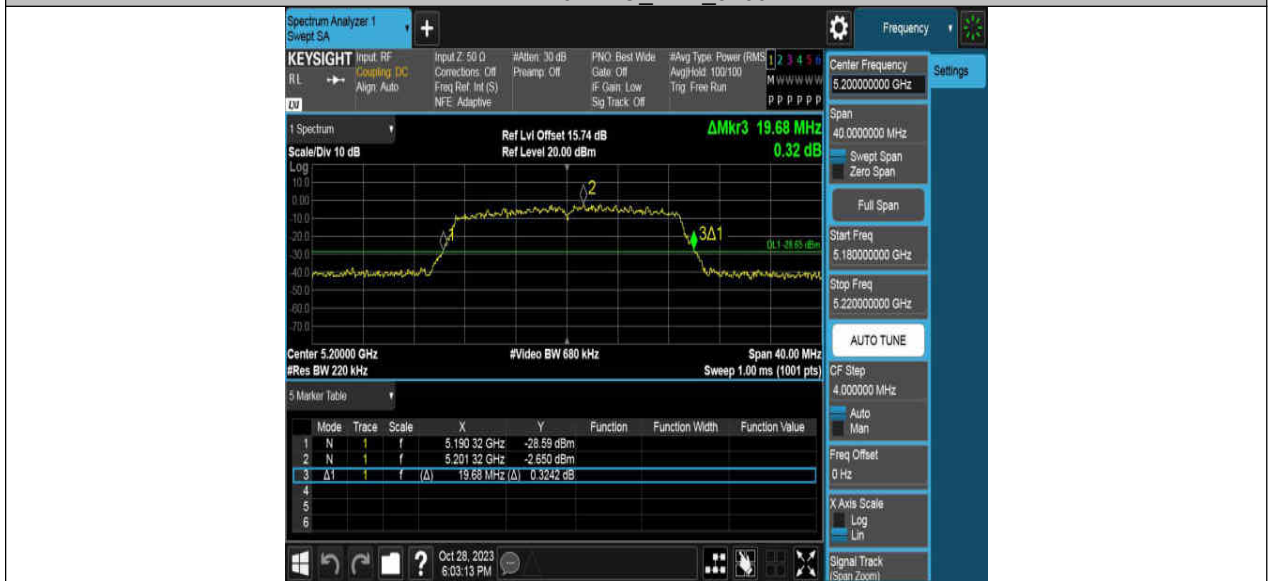 Spectrum Analyzer 1
Swept SA
+
Frequency
KEYSIGHT
Input: RF
Input Z: 50 Ω
#Atten: 30 dB
PNO: Best Wide
#Avg Type: Power (RMS
1 2 3 4 5 6
RL
Coupling: DC
Corrections: Off
Preamp: Off
Gate: Off
Avg|Hold: 100/100
M W W W W W
Align: Auto
Freq Ref: Int (S)
IF Gain: Low
Trig: Free Run
NFE: Adaptive
Sig Track: Off
P P P P P P
LXI
Center Frequency
5.200000000 GHz
Settings
Span
40.0000000 MHz
Swept Span
Zero Span
Full Span
Start Freq
5.180000000 GHz
Stop Freq
5.220000000 GHz
AUTO TUNE
CF Step
4.000000 MHz
Auto
Man
Freq Offset
0 Hz
X Axis Scale
Log
Lin
Signal Track
(Span Zoom)
1 Spectrum
Ref Lvl Offset 15.74 dB
ΔMkr3 19.68 MHz
Scale/Div 10 dB
Ref Level 20.00 dBm
0.32 dB
Log
10.0
0.00
-10.0
-20.0
-30.0
-40.0
-50.0
-60.0
-70.0
2
1
3Δ1
DL1 -28.65 dBm
Center 5.20000 GHz
#Video BW 680 kHz
Span 40.00 MHz
#Res BW 220 kHz
Sweep 1.00 ms (1001 pts)
5 Marker Table
Mode Trace Scale X Y Function Function Width Function Value
1 N 1 f 5.190 32 GHz -28.59 dBm
2 N 1 f 5.201 32 GHz -2.650 dBm
3 Δ1 1 f (Δ) 19.68 MHz (Δ) 0.3242 dB
4
5
6
?
Oct 28, 2023
6:03:13 PM